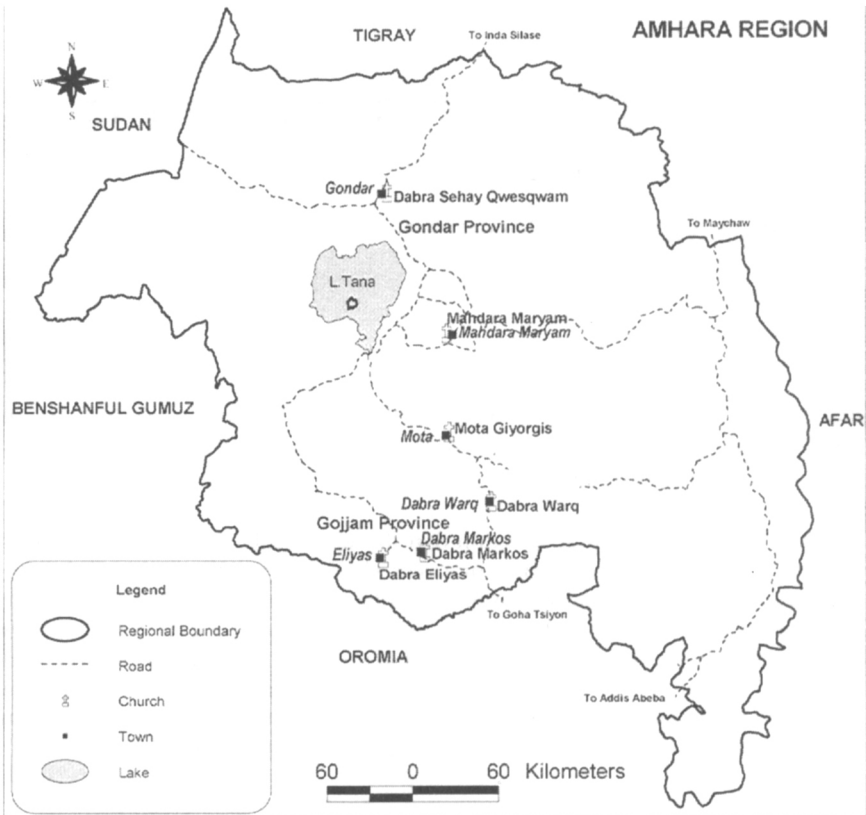 To Inda Silase
AMHARA REGION
TIGRAY
N
W E
S
SUDAN
Gondar
Dabra Sehay Qwesqwam
Gondar Province
To Maychaw
L.Tana
Mahdara Maryam
Mahdara Maryam
BENSHANFUL GUMUZ
AFAR
Mota Giyorgis
Mota
Dabra Warq
Dabra Warq
Gojjam Province
Dabra Markos
Eliyas
Dabra Markos
Dabra Eliyas
To Goha Tsiyon
OROMIA
To Addis Abeba
Legend
Regional Boundary
Road
Church
Town
Lake
60 0 60 Kilometers